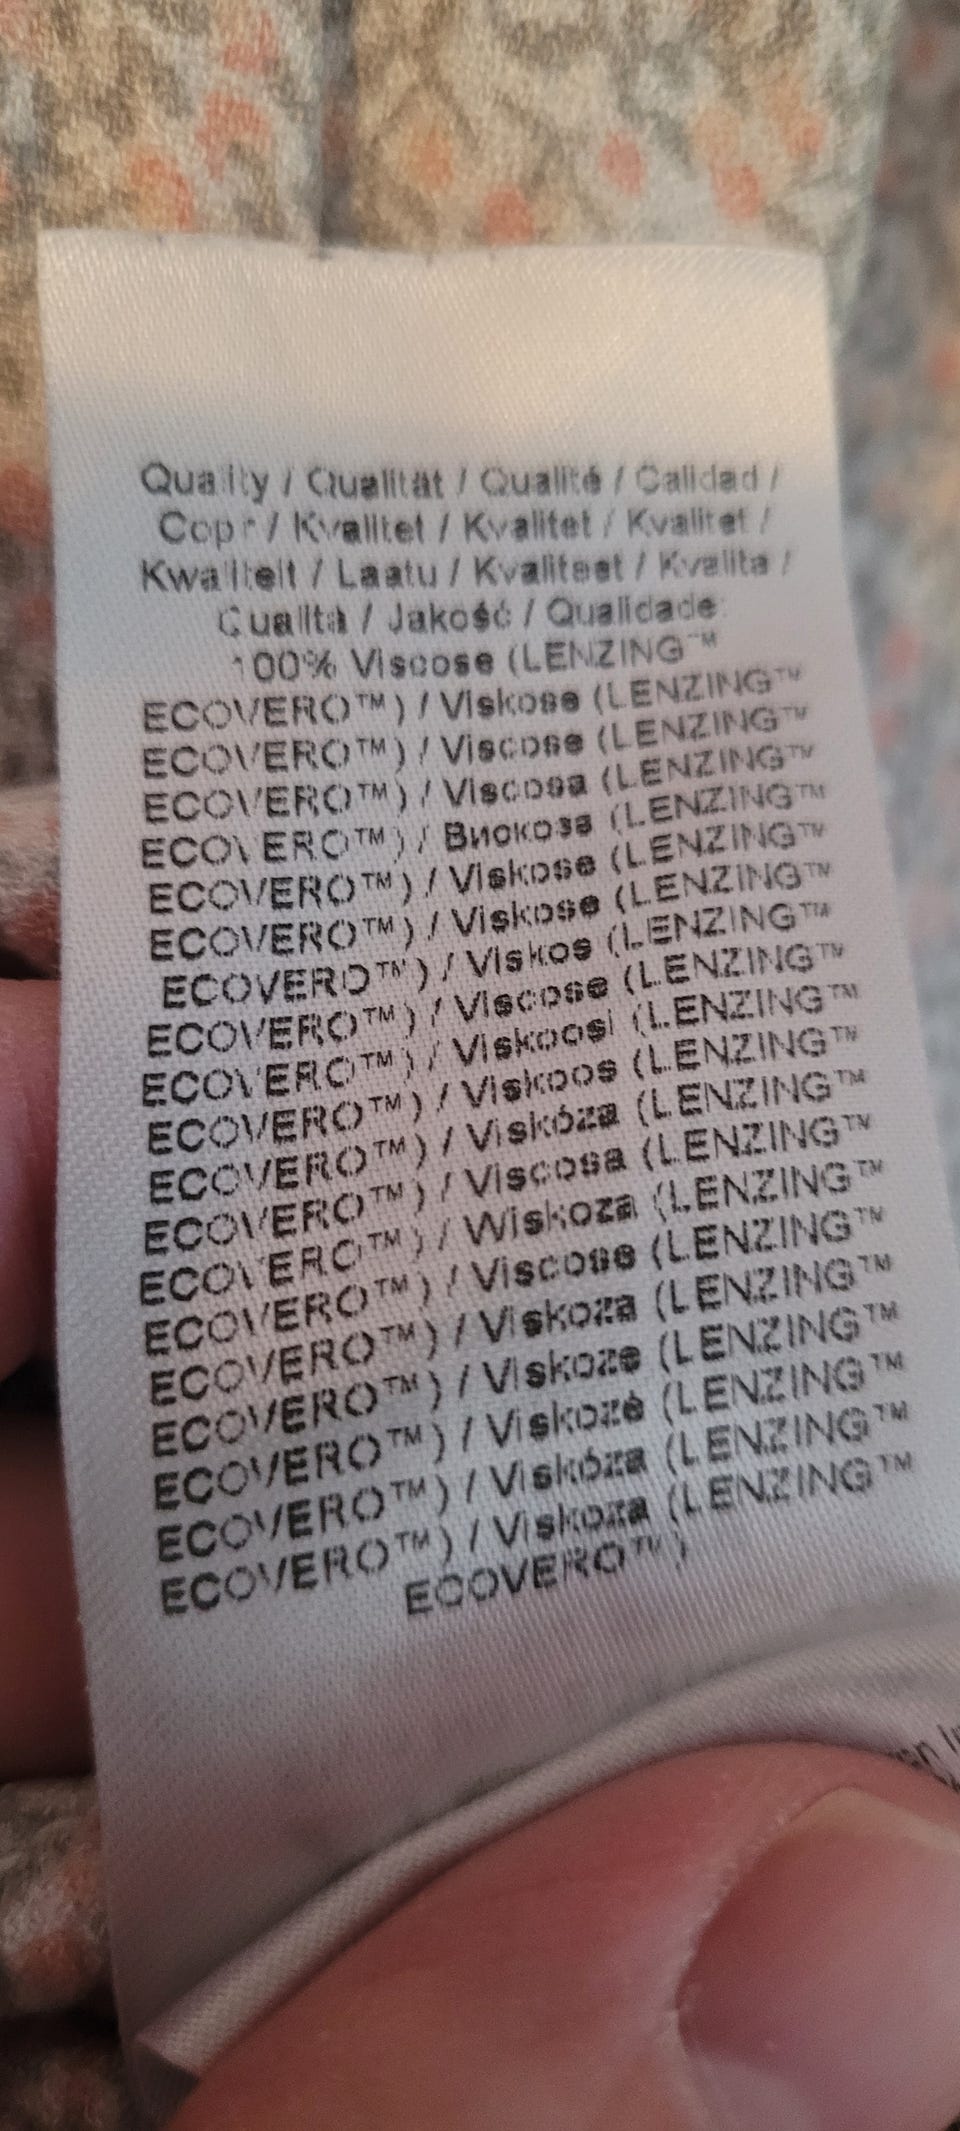 Quality / Qualität / Qualité / Calidad /
/ Kvalitet / Kvalitet / Kvalitet /
Kwaliteit / Laatu / Kvaliteet / Kvalita /
Qualità / Jakość / Qualidade:
100% Viscose (LENZING™
ECOVERO™) / Viskose (LENZING™
ECOVERO™) / Viscose (LENZING™
ECOVERO™) / Viscosa (LENZING™
ECOVERO™) / Вискоза (LENZING™
ECOVERO™) / Viskose (LENZING™
ECOVERO™) / Viskose (LENZING™
ECOVERO™) / Viskos (LENZING™
ECOVERO™) / Viscose (LENZING™
ECOVERO™) / Viskoosi (LENZING™
ECOVERO™) / Viskoos (LENZING™
ECOVERO™) / Viskóza (LENZING™
ECOVERO™) / Viscosa (LENZING™
ECOVERO™) / Wiskoza (LENZING™
ECOVERO™) / Viscose (LENZING™
ECOVERO™) / Viskoza (LENZING™
ECOVERO™) / Viskoze (LENZING™
ECOVERO™) / Viskozė (LENZING™
ECOVERO™) / Viskóza (LENZING™
ECOVERO™) / Viskoza (LENZING™
ECOVERO™)